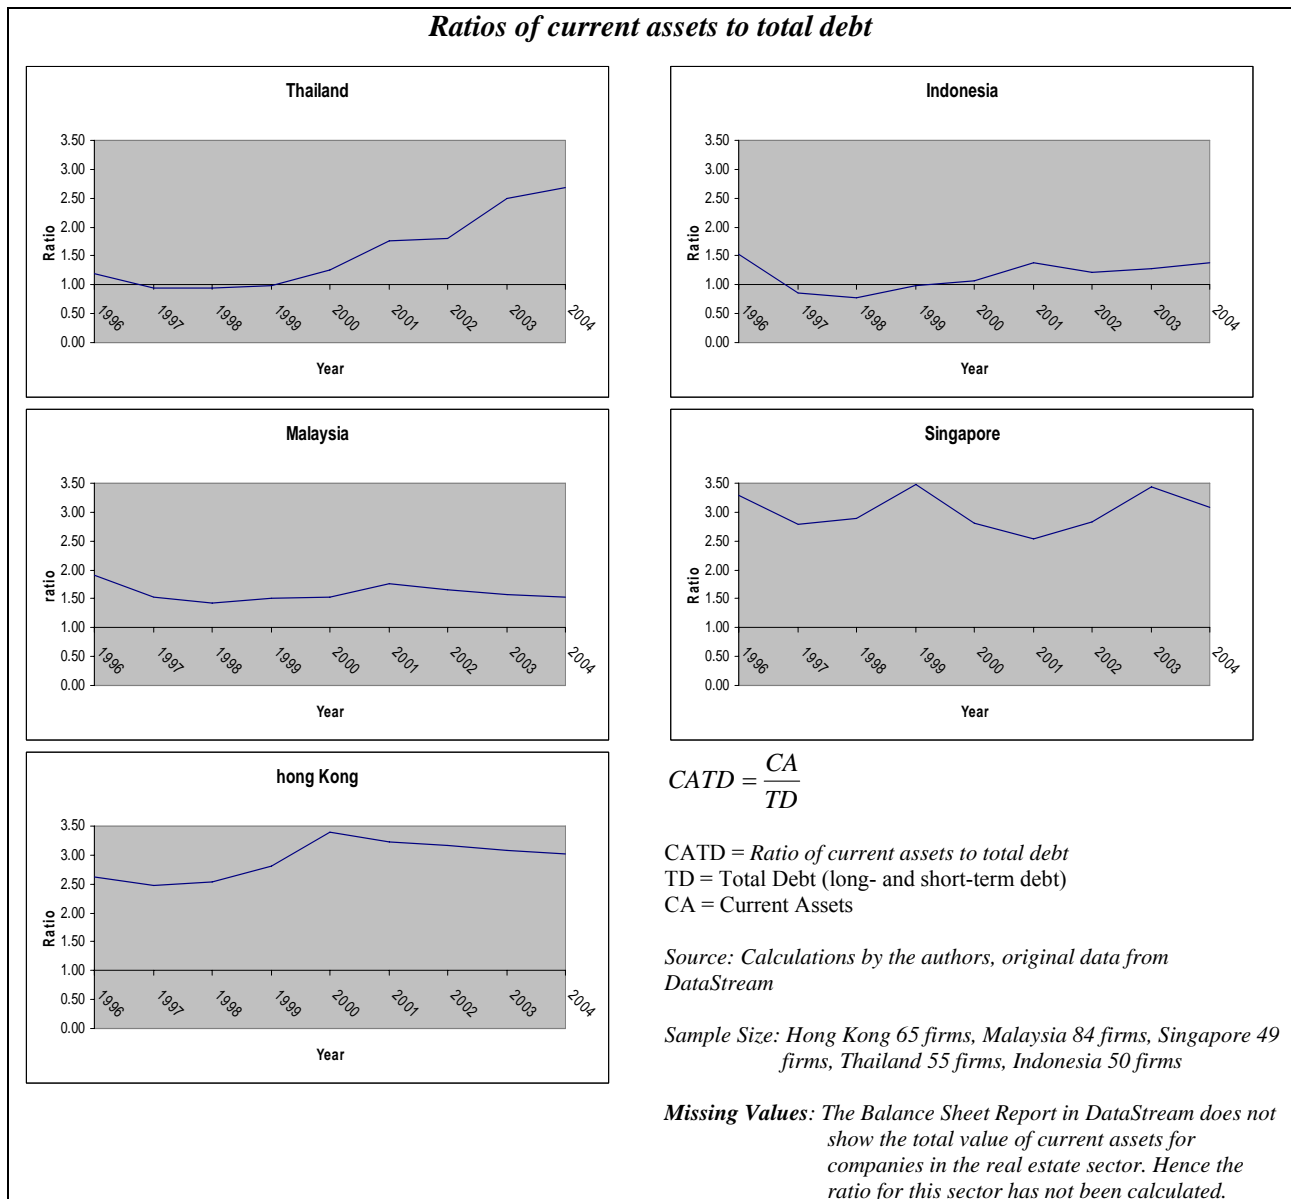 Ratios of current assets to total debt
Thailand
3.50
3.00
2.50
2.00
1.50
1.00
0.50
0.00
Ratio
1996 1997 1998 1999 2000 2001 2002 2003 2004
Year
Indonesia
3.50
3.00
2.50
2.00
1.50
1.00
0.50
0.00
Ratio
1996 1997 1998 1999 2000 2001 2002 2003 2004
Year
Malaysia
3.50
3.00
2.50
2.00
1.50
1.00
0.50
0.00
ratio
1996 1997 1998 1999 2000 2001 2002 2003 2004
Year
Singapore
3.50
3.00
2.50
2.00
1.50
1.00
0.50
0.00
Ratio
1996 1997 1998 1999 2000 2001 2002 2003 2004
Year
hong Kong
3.50
3.00
2.50
2.00
1.50
1.00
0.50
0.00
Ratio
1996 1997 1998 1999 2000 2001 2002 2003 2004
Year
CATD = CA / TD
CATD = Ratio of current assets to total debt
TD = Total Debt (long- and short-term debt)
CA = Current Assets
Source: Calculations by the authors, original data from
DataStream
Sample Size: Hong Kong 65 firms, Malaysia 84 firms, Singapore 49
firms, Thailand 55 firms, Indonesia 50 firms
Missing Values: The Balance Sheet Report in DataStream does not
show the total value of current assets for
companies in the real estate sector. Hence the
ratio for this sector has not been calculated.